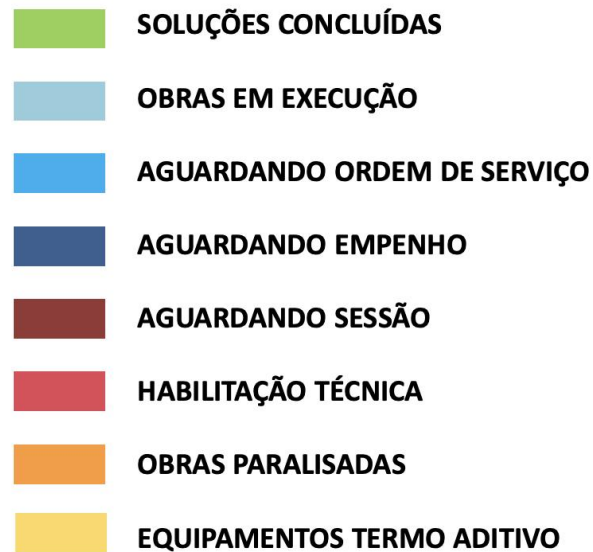 SOLUÇÕES CONCLUÍDAS
OBRAS EM EXECUÇÃO
AGUARDANDO ORDEM DE SERVIÇO
AGUARDANDO EMPENHO
AGUARDANDO SESSÃO
HABILITAÇÃO TÉCNICA
OBRAS PARALISADAS
EQUIPAMENTOS TERMO ADITIVO